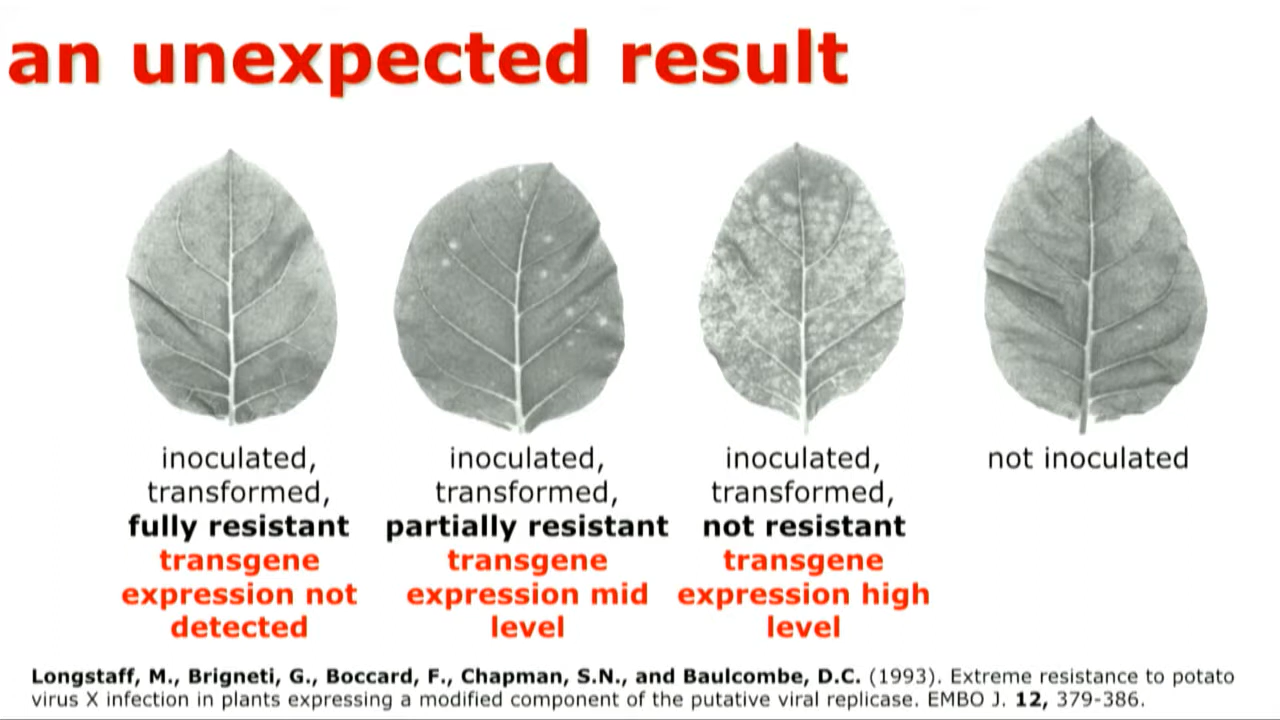 an unexpected result
inoculated,
transformed,
fully resistant
transgene
expression not
detected
inoculated,
transformed,
partially resistant
transgene
expression mid
level
inoculated,
transformed,
not resistant
transgene
expression high
level
not inoculated
Longstaff, M., Brigneti, G., Boccard, F., Chapman, S.N., and Baulcombe, D.C. (1993). Extreme resistance to potato
virus X infection in plants expressing a modified component of the putative viral replicase. EMBO J. 12, 379-386.